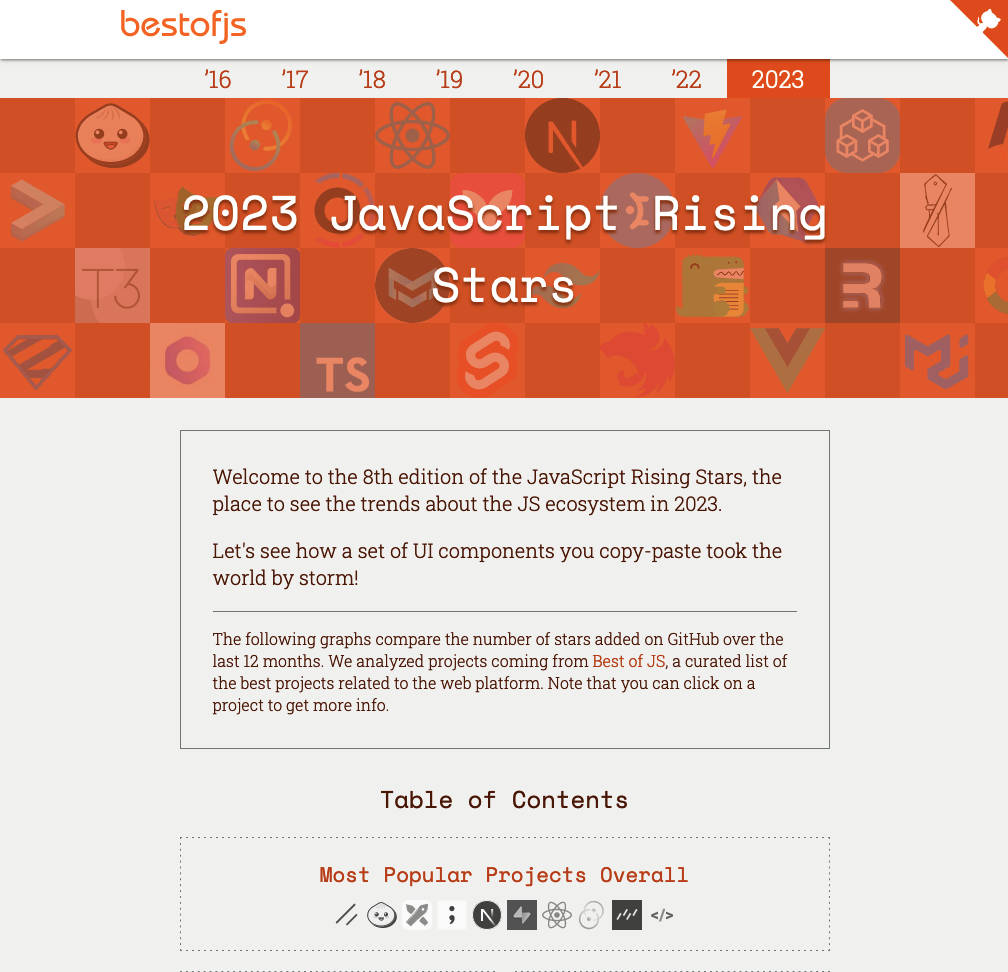 bestofjs
’16 ’17 ’18 ’19 ’20 ’21 ’22 2023
2023 JavaScript Rising
Stars
T3
N
TS
Welcome to the 8th edition of the JavaScript Rising Stars, the
place to see the trends about the JS ecosystem in 2023.
Let's see how a set of UI components you copy-paste took the
world by storm!
The following graphs compare the number of stars added on GitHub over the
last 12 months. We analyzed projects coming from Best of JS, a curated list of
the best projects related to the web platform. Note that you can click on a
project to get more info.
Table of Contents
Most Popular Projects Overall